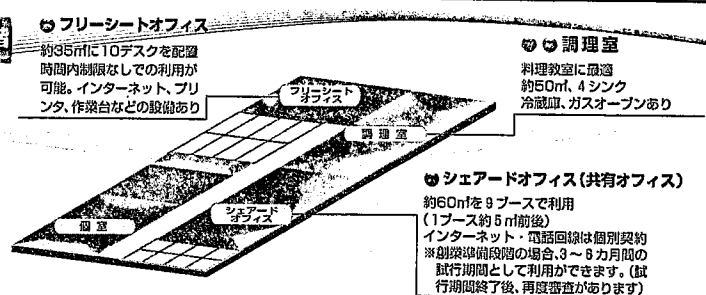 フリーシートオフィス
約35㎡に10デスクを配置
時間内制限なしでの利用が
可能。インターネット、プリ
ンタ、作業台などの設備あり
調理室
料理教室に最適
約50㎡、4シンク
冷蔵庫、ガスオーブンあり
フリーシート
オフィス
調理室
シェアード
オフィス
個室
シェアードオフィス(共有オフィス)
約60㎡を9ブースで利用
(1ブース約5㎡前後)
インターネット・電話回線は個別契約
※創業準備段階の場合、3～6カ月間の
試行期間として利用ができます。(試
行期間終了後、再度審査があります)